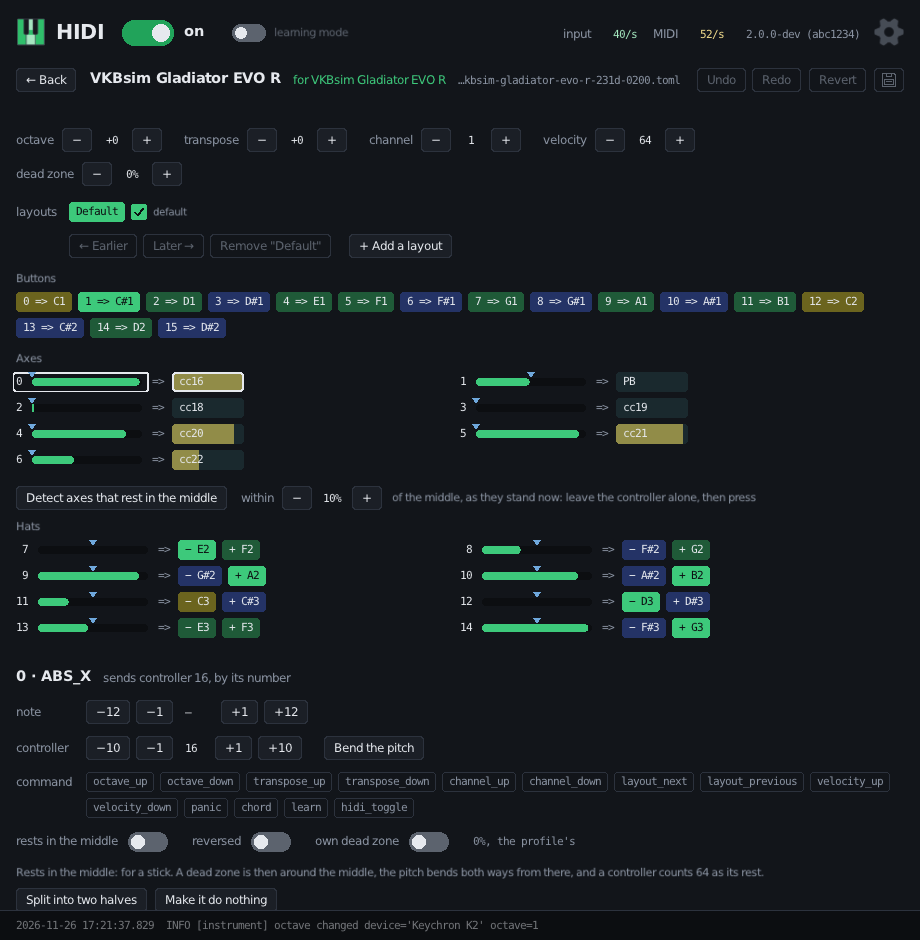 HIDI on learning mode input 40/s MIDI 52/s 2.0.0-dev (abc1234)
← Back VKBsim Gladiator EVO R for VKBsim Gladiator EVO R …kbsim-gladiator-evo-r-231d-0200.toml Undo Redo Revert
octave − +0 + transpose − +0 + channel − 1 + velocity − 64 +
dead zone − 0% +
layouts Default default
← Earlier Later → Remove "Default" + Add a layout
Buttons
0 => C1 1 => C#1 2 => D1 3 => D#1 4 => E1 5 => F1 6 => F#1 7 => G1 8 => G#1 9 => A1 10 => A#1 11 => B1 12 => C2
13 => C#2 14 => D2 15 => D#2
Axes
0 => cc16 1 => PB
2 => cc18 3 => cc19
4 => cc20 5 => cc21
6 => cc22
Detect axes that rest in the middle within − 10% + of the middle, as they stand now: leave the controller alone, then press
Hats
7 => − E2 + F2 8 => − F#2 + G2
9 => − G#2 + A2 10 => − A#2 + B2
11 => − C3 + C#3 12 => − D3 + D#3
13 => − E3 + F3 14 => − F#3 + G3
0 · ABS_X sends controller 16, by its number
note −12 −1 − +1 +12
controller −10 −1 16 +1 +10 Bend the pitch
command octave_up octave_down transpose_up transpose_down channel_up channel_down layout_next layout_previous velocity_up
velocity_down panic chord learn hidi_toggle
rests in the middle reversed own dead zone 0%, the profile's
Rests in the middle: for a stick. A dead zone is then around the middle, the pitch bends both ways from there, and a controller counts 64 as its rest.
Split into two halves Make it do nothing
2026-11-26 17:21:37.829 INFO [instrument] octave changed device='Keychron K2' octave=1